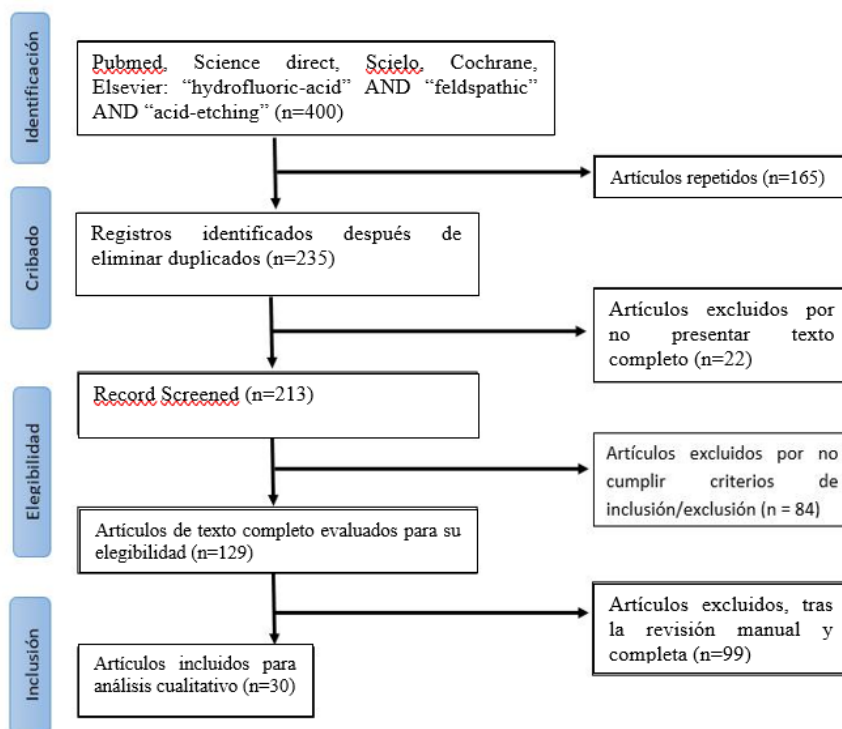 Identificación
Pubmed, Science direct, Scielo, Cochrane,
Elsevier: “hydrofluoric-acid” AND “feldspathic”
AND “acid-etching” (n=400)
Artículos repetidos (n=165)
Cribado
Registros identificados después de
eliminar duplicados (n=235)
Artículos excluidos por
no presentar texto
completo (n=22)
Record Screened (n=213)
Elegibilidad
Artículos excluidos por no
cumplir criterios de
inclusión/exclusión (n = 84)
Artículos de texto completo evaluados para su
elegibilidad (n=129)
Inclusión
Artículos excluidos, tras
la revisión manual y
completa (n=99)
Artículos incluidos para
análisis cualitativo (n=30)